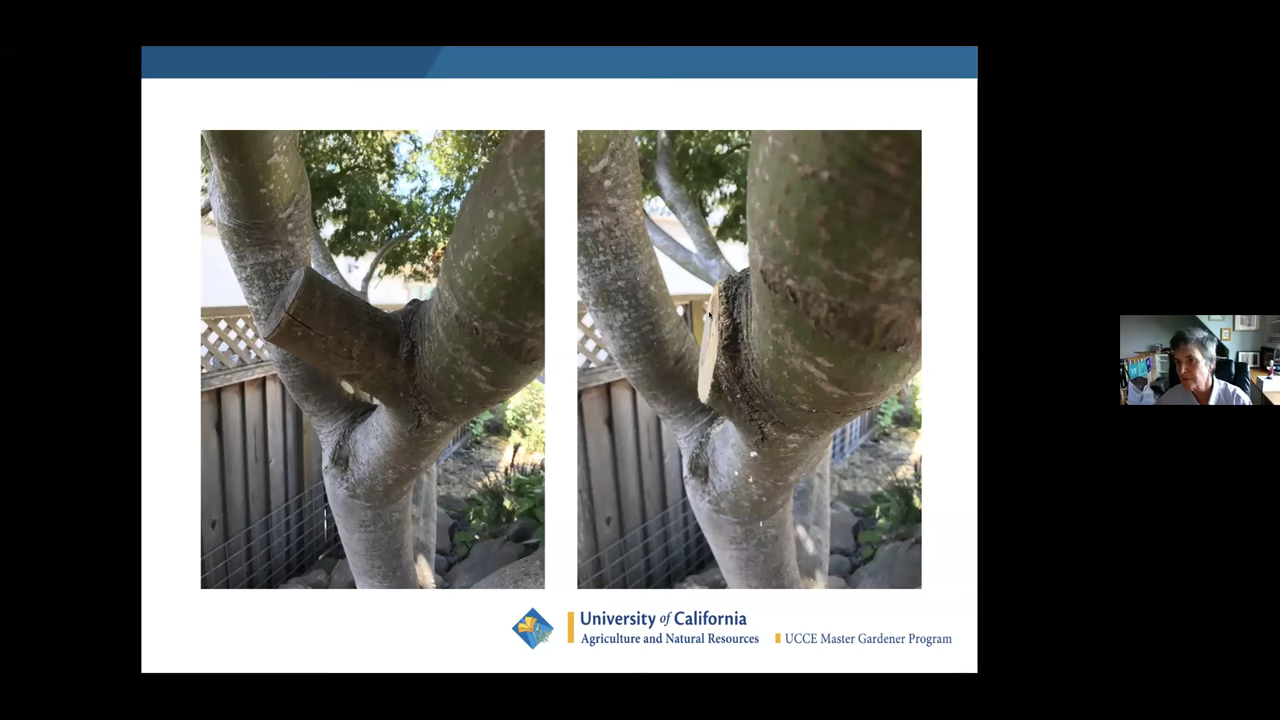 University of California
Agriculture and Natural Resources
UCCE Master Gardener Program